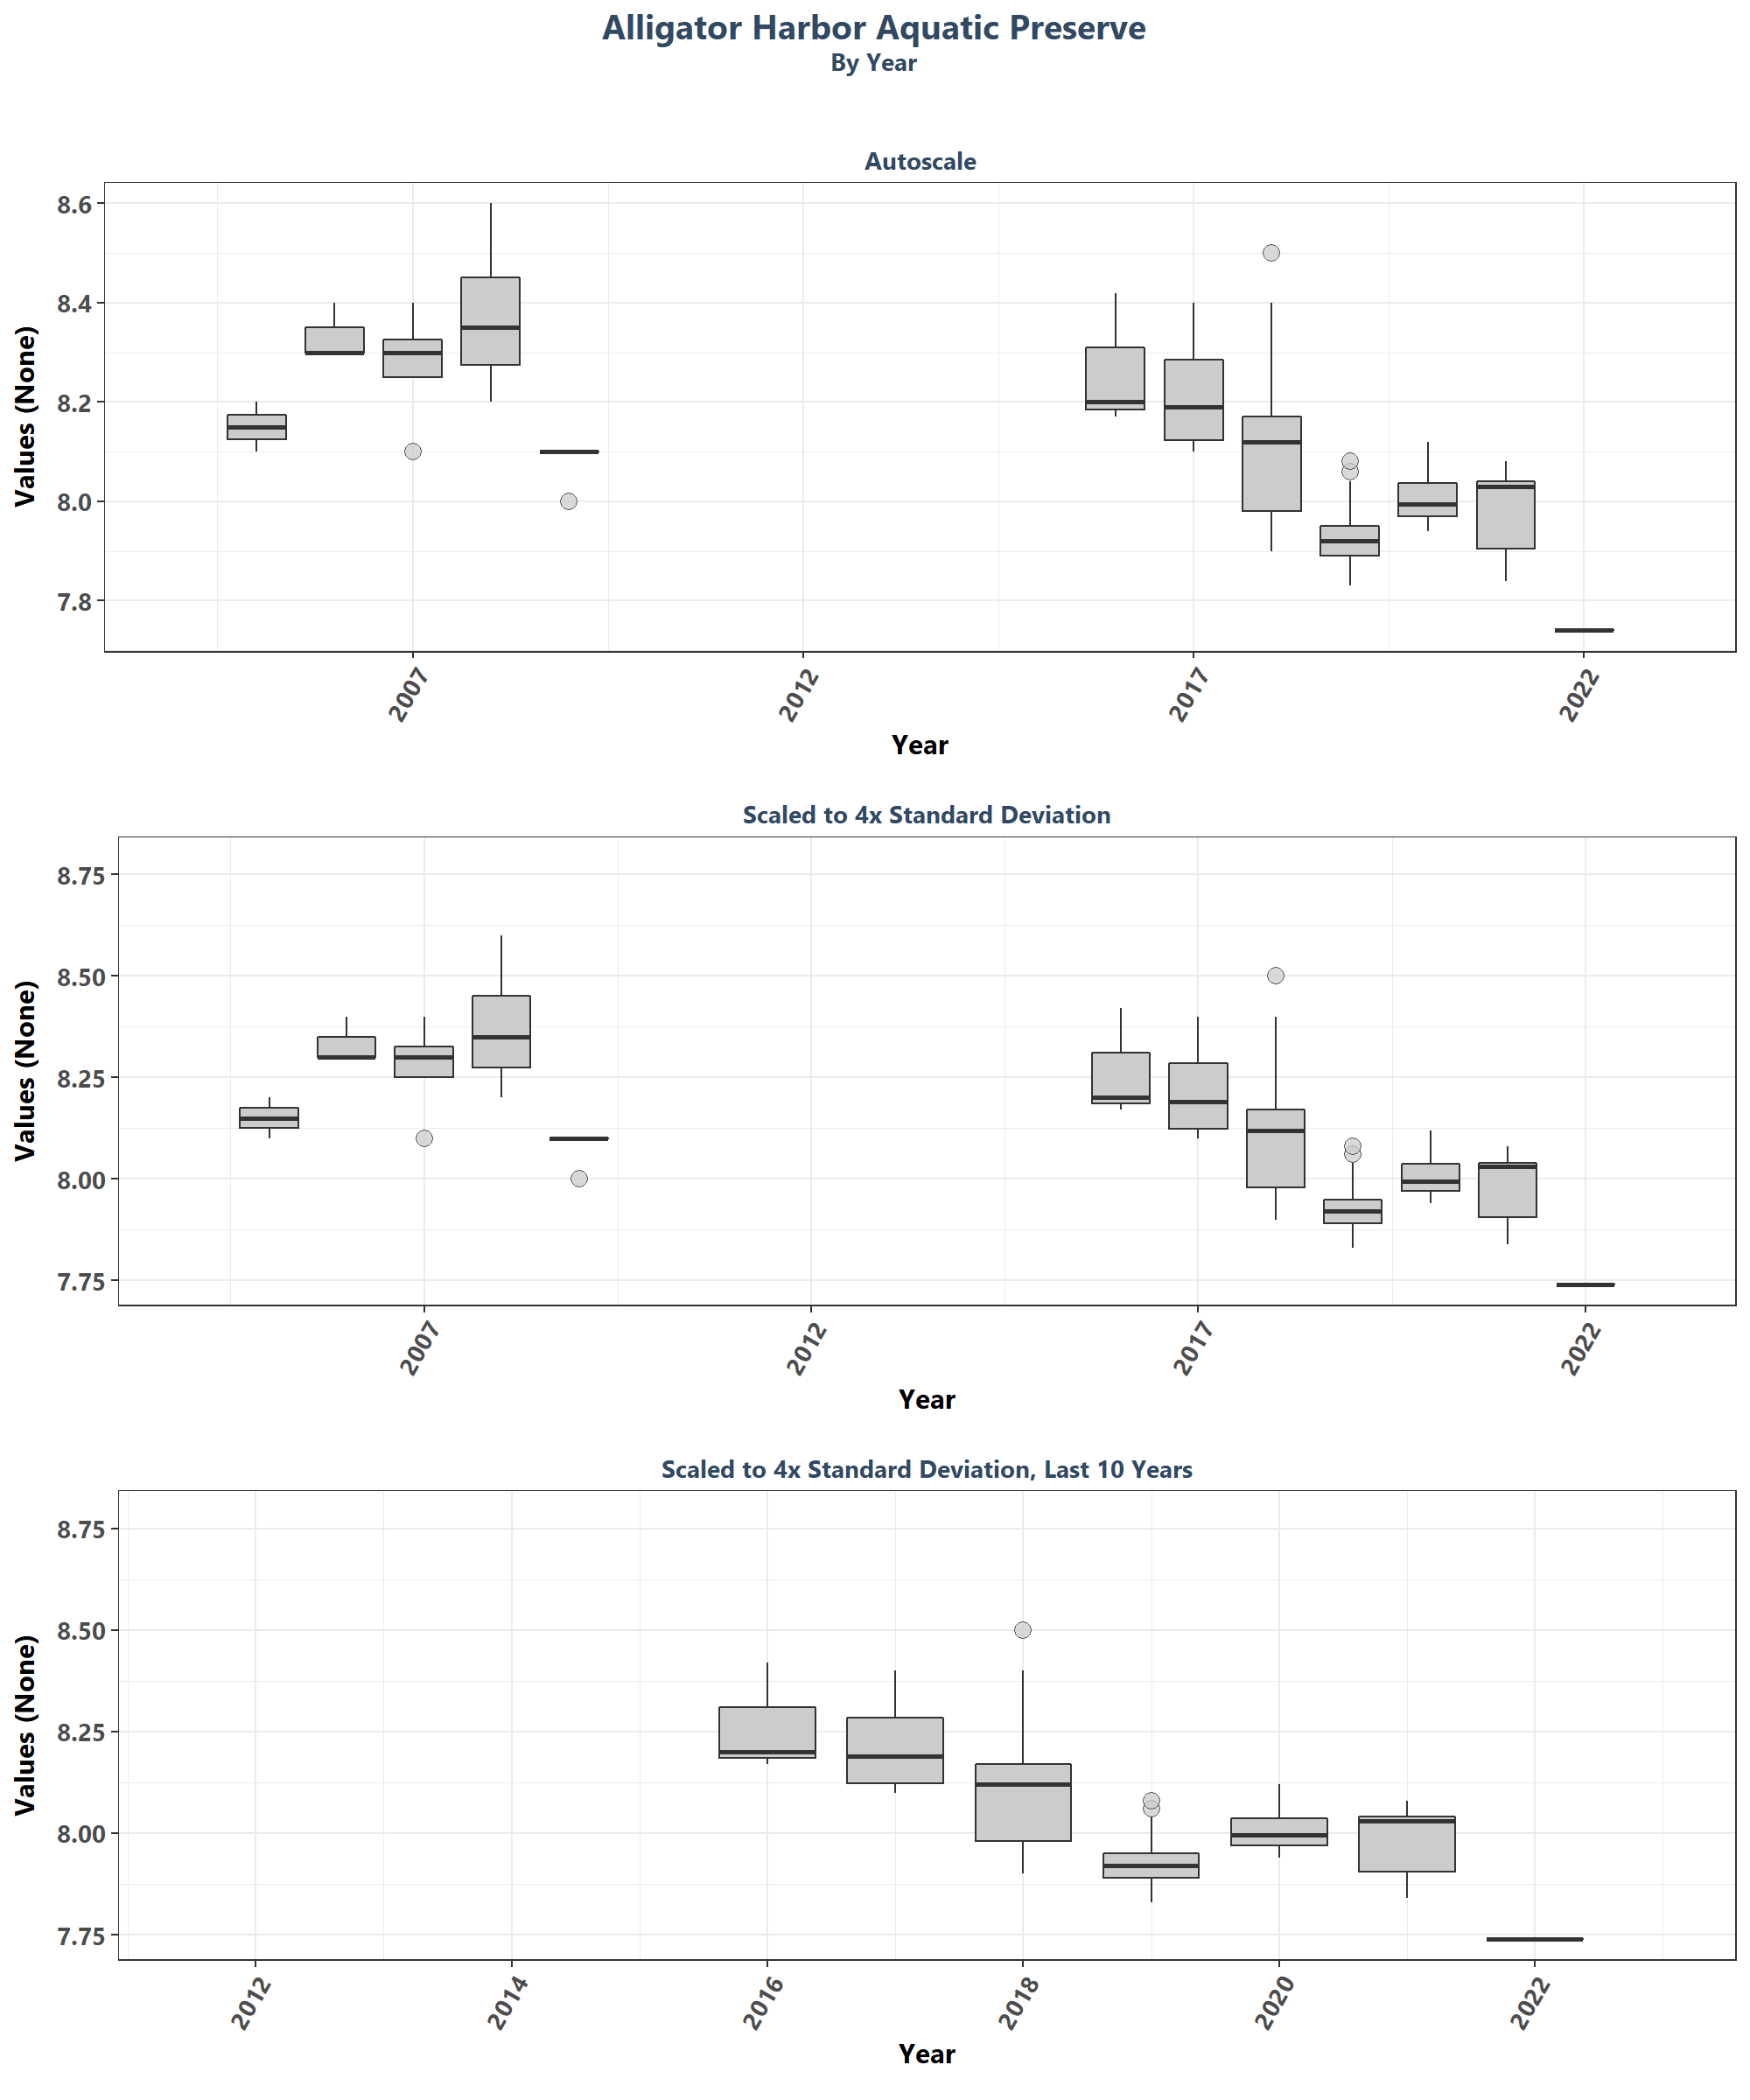 Alligator Harbor Aquatic Preserve
By Year
Autoscale
Values (None)
8.6
8.4
8.2
8.0
7.8
2007
2012
2017
2022
Year
Scaled to 4x Standard Deviation
Values (None)
8.75
8.50
8.25
8.00
7.75
2007
2012
2017
2022
Year
Scaled to 4x Standard Deviation, Last 10 Years
Values (None)
8.75
8.50
8.25
8.00
7.75
2012
2014
2016
2018
2020
2022
Year